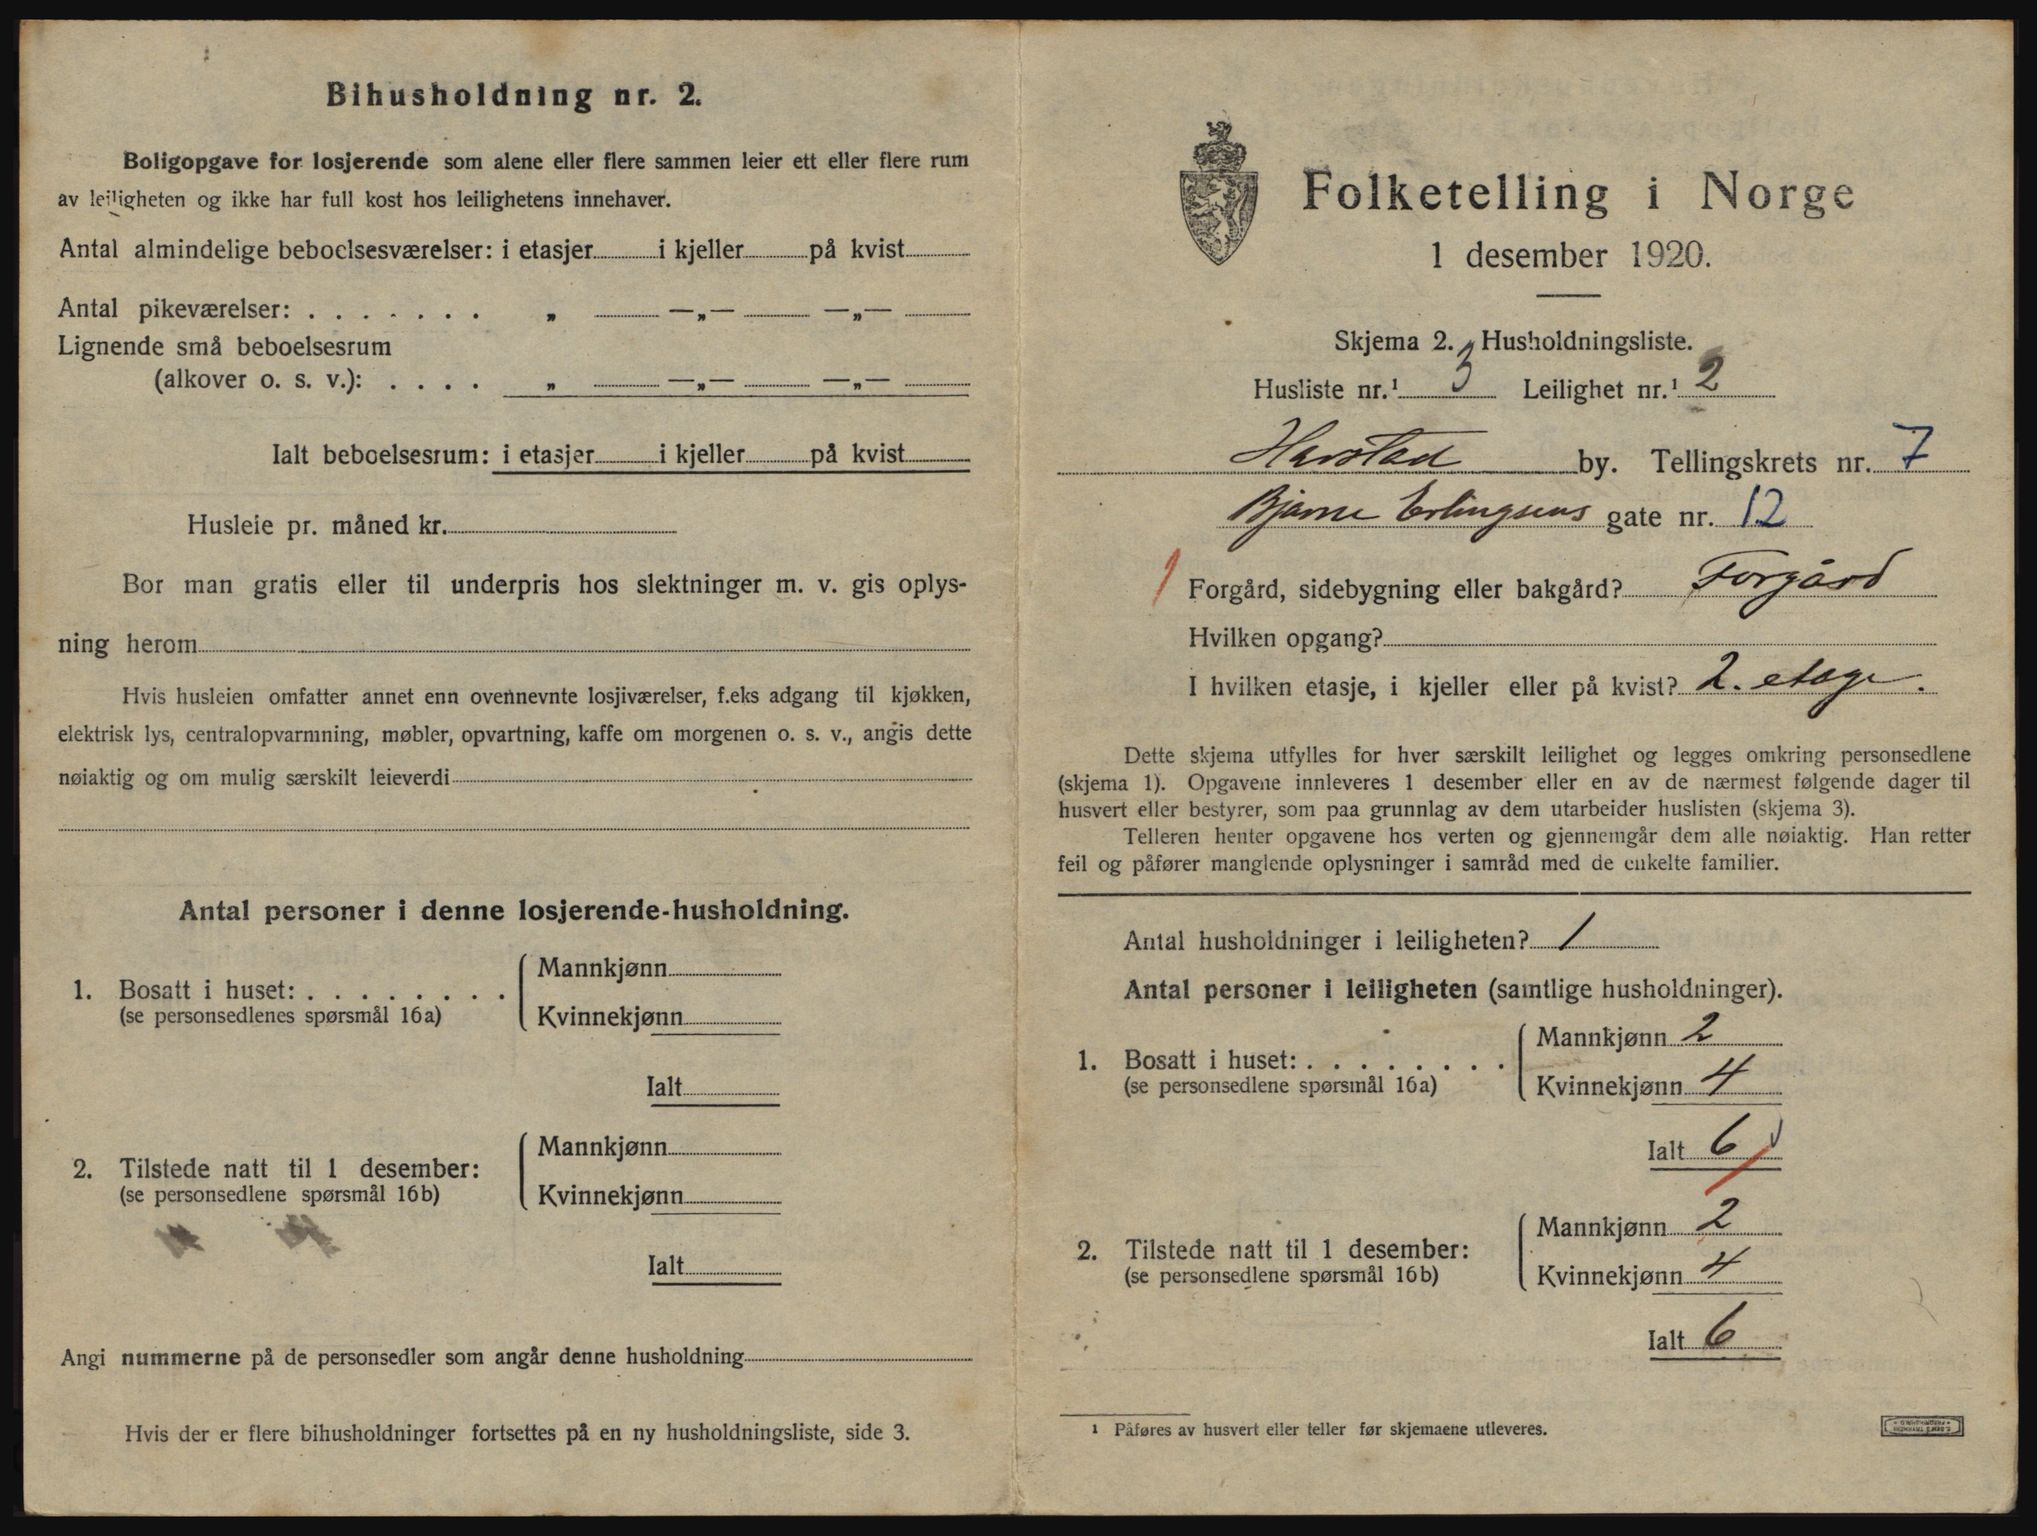 Bihusholdning nr. 2.
Boligopgave for losjerende som alene eller flere sammen leier ett eller flere rum
av leiligheten og ikke har full kost hos leilighetens innehaver.
Antal almindelige beboelsesværelser: i etasjer i kjeller på kvist
Antal pikeværelser: . . . . . . . „ —„— —„—
Lignende små beboelsesrum
(alkover o. s. v.): . . . . „ —„— —„—
Ialt beboelsesrum: i etasjer i kjeller på kvist
Husleie pr. måned kr.
Bor man gratis eller til underpris hos slektninger m. v. gis oplys-
ning herom
Hvis husleien omfatter annet enn ovennevnte losjiværelser, f.eks adgang til kjøkken,
elektrisk lys, centralopvarmning, møbler, opvartning, kaffe om morgenen o. s. v., angis dette
nøiaktig og om mulig særskilt leieverdi
Antal personer i denne losjerende-husholdning.
1. Bosatt i huset: . . . . . . . .
(se personsedlenes spørsmål 16a)
Mannkjønn
Kvinnekjønn
Ialt
2. Tilstede natt til 1 desember:
(se personsedlene spørsmål 16b)
Mannkjønn
Kvinnekjønn
Ialt
Angi nummerne på de personsedler som angår denne husholdning
Hvis der er flere bihusholdninger fortsettes på en ny husholdningsliste, side 3.
Folketelling i Norge
1 desember 1920.
Skjema 2. Husholdningsliste.
Husliste nr.¹ 3 Leilighet nr.¹ 2
Harstad by. Tellingskrets nr. 7
Bjarne Erlingsens gate nr. 12
1 Forgård, sidebygning eller bakgård? Forgård
Hvilken opgang?
I hvilken etasje, i kjeller eller på kvist? 2. etage.
Dette skjema utfylles for hver særskilt leilighet og legges omkring personsedlene
(skjema 1). Opgavene innleveres 1 desember eller en av de nærmest følgende dager til
husvert eller bestyrer, som paa grunnlag av dem utarbeider huslisten (skjema 3).
Telleren henter opgavene hos verten og gjennemgår dem alle nøiaktig. Han retter
feil og påfører manglende oplysninger i samråd med de enkelte familier.
Antal husholdninger i leiligheten? 1
Antal personer i leiligheten (samtlige husholdninger).
1. Bosatt i huset: . . . . . . . .
(se personsedlene spørsmål 16a)
Mannkjønn 2
Kvinnekjønn 4
Ialt 6
2. Tilstede natt til 1 desember:
(se personsedlene spørsmål 16b)
Mannkjønn 2
Kvinnekjønn 4
Ialt 6
¹ Påføres av husvert eller teller før skjemaene utleveres.